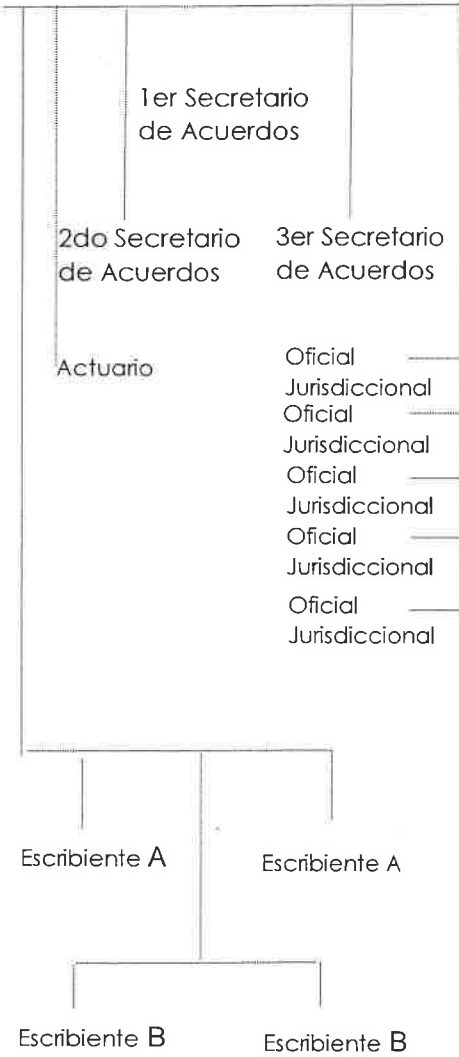 1er Secretario
de Acuerdos
2do Secretario
de Acuerdos
3er Secretario
de Acuerdos
Actuario
Oficial
Jurisdiccional
Oficial
Jurisdiccional
Oficial
Jurisdiccional
Oficial
Jurisdiccional
Oficial
Jurisdiccional
Escribiente A
Escribiente A
Escribiente B
Escribiente B